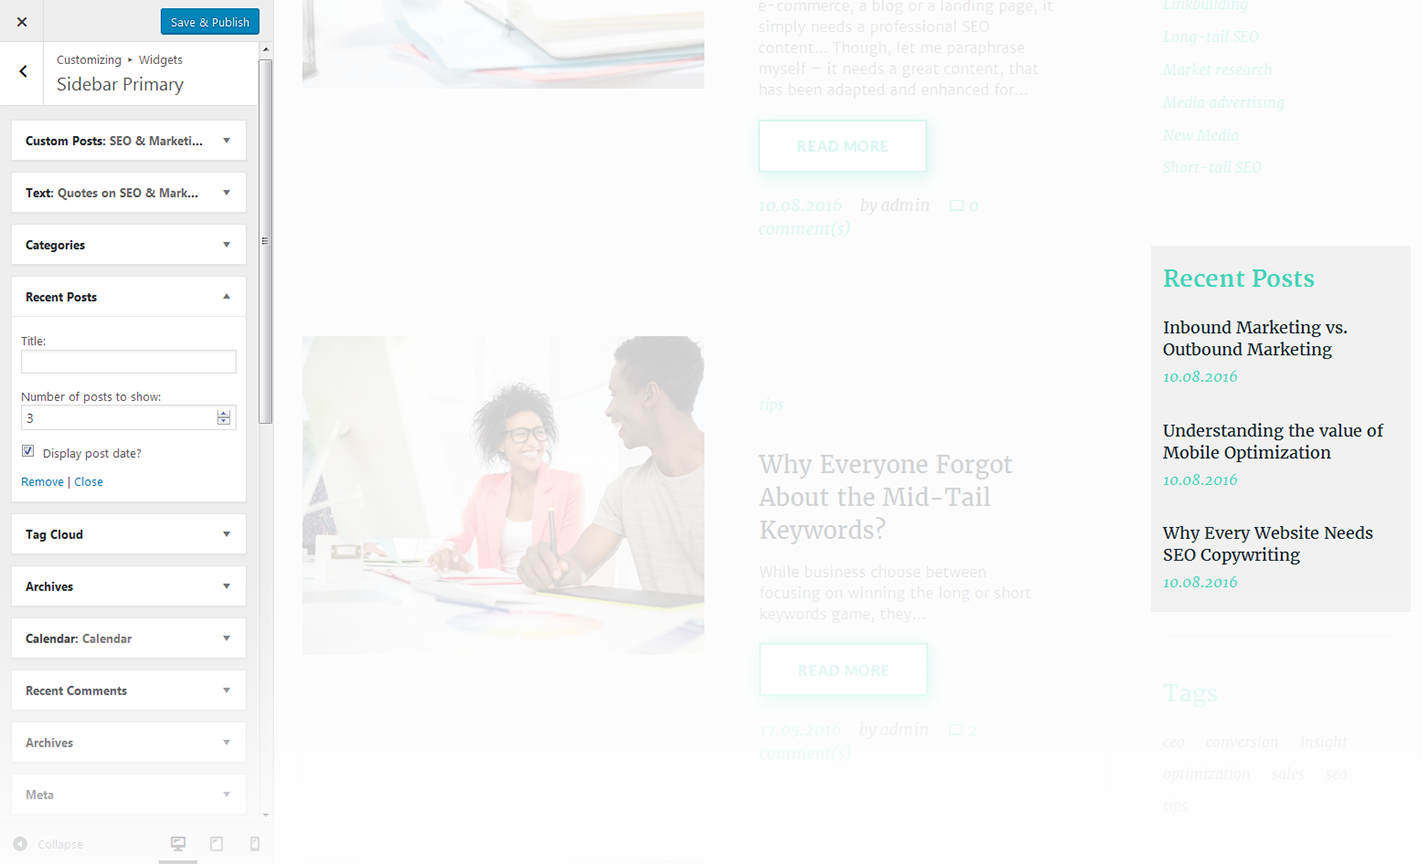 Save & Publish
Customizing ▸ Widgets
Sidebar Primary
Custom Posts: SEO & Marketi...
Text: Quotes on SEO & Mark...
Categories
Recent Posts
Title:
Number of posts to show:
3
Display post date?
Remove | Close
Tag Cloud
Archives
Calendar: Calendar
Recent Comments
Archives
Meta
Collapse
e-commerce, a blog or a landing page, it
simply needs a professional SEO
content... Though, let me paraphrase
myself – it needs a great content, that
has been adapted and enhanced for...
READ MORE
10.08.2016 by admin 0
comment(s)
tips
Why Everyone Forgot
About the Mid-Tail
Keywords?
While business choose between
focusing on winning the long or short
keywords game, they...
READ MORE
17.05.2016 by admin 2
comment(s)
Linkbuilding
Long-tail SEO
Market research
Media advertising
New Media
Short-tail SEO
Recent Posts
Inbound Marketing vs.
Outbound Marketing
10.08.2016
Understanding the value of
Mobile Optimization
10.08.2016
Why Every Website Needs
SEO Copywriting
10.08.2016
Tags
ceo conversion insight
optimization sales seo
tips